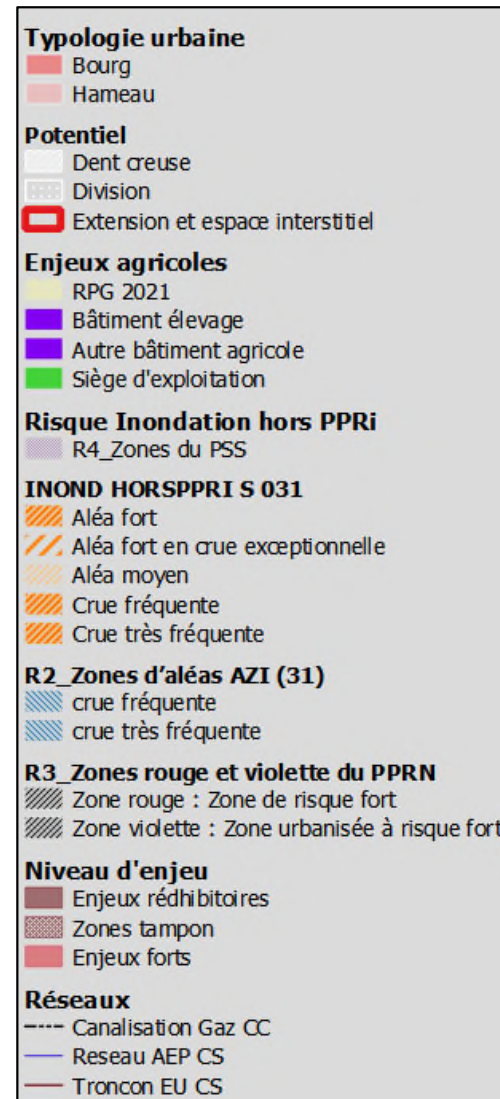 Typologie urbaine
Bourg
Hameau
Potentiel
Dent creuse
Division
Extension et espace interstitiel
Enjeux agricoles
RPG 2021
Bâtiment élevage
Autre bâtiment agricole
Siège d'exploitation
Risque Inondation hors PPRi
R4_Zones du PSS
INOND HORSPPRI S 031
Aléa fort
Aléa fort en crue exceptionnelle
Aléa moyen
Crue fréquente
Crue très fréquente
R2_Zones d’aléas AZI (31)
crue fréquente
crue très fréquente
R3_Zones rouge et violette du PPRN
Zone rouge : Zone de risque fort
Zone violette : Zone urbanisée à risque fort
Niveau d'enjeu
Enjeux rédhibitoires
Zones tampon
Enjeux forts
Réseaux
Canalisation Gaz CC
Reseau AEP CS
Troncon EU CS